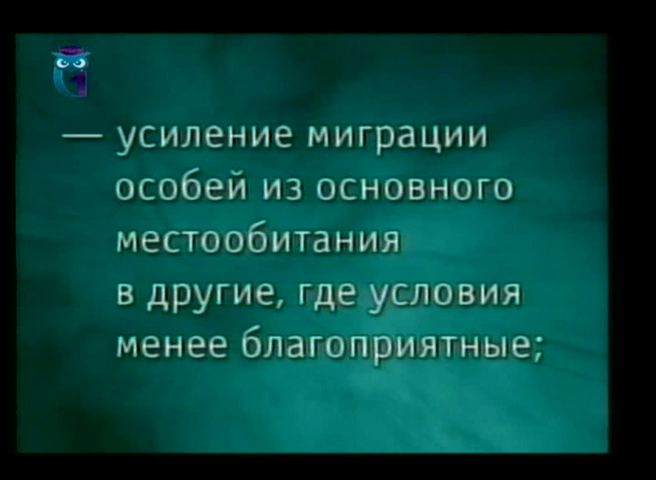 — усиление миграции
особей из основного
местообитания
в другие, где условия
менее благоприятные;